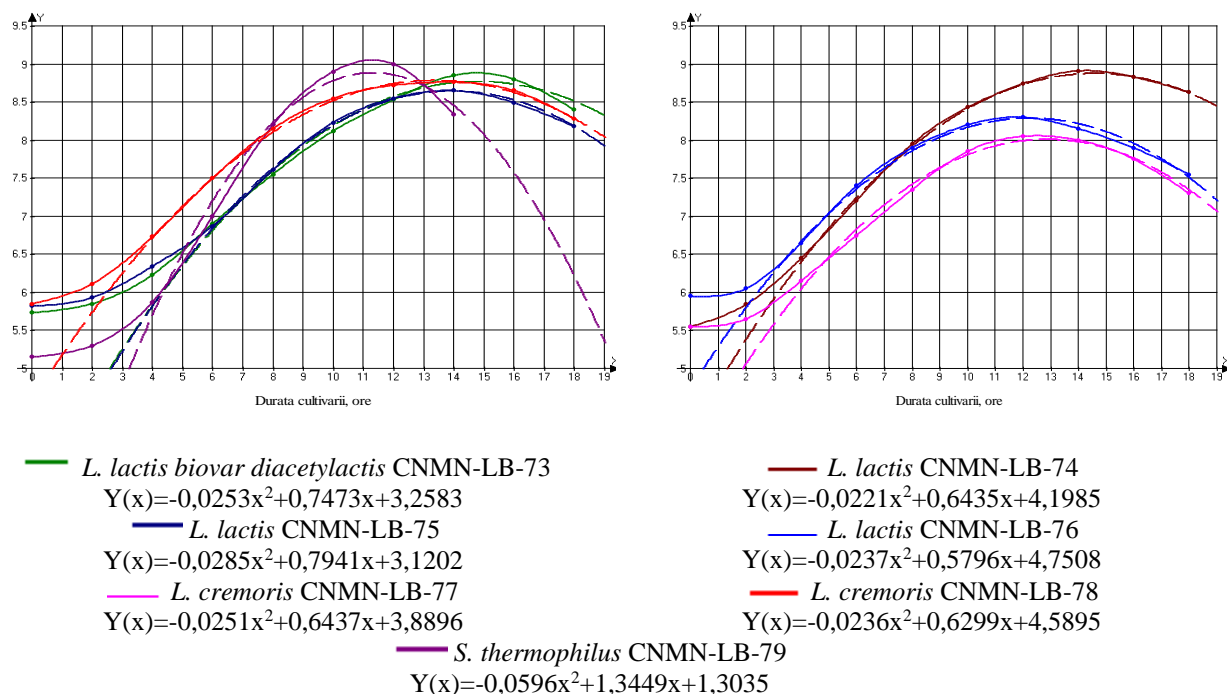 Y
9.5
9
8.5
8
7.5
7
6.5
6
5.5
5
0 1 2 3 4 5 6 7 8 9 10 11 12 13 14 15 16 17 18 19
X
Durata cultivarii, ore
Y
9.5
9
8.5
8
7.5
7
6.5
6
5.5
5
0 1 2 3 4 5 6 7 8 9 10 11 12 13 14 15 16 17 18 19
X
Durata cultivarii, ore
L. lactis biovar diacetylactis CNMN-LB-73
Y(x)=-0,0253x²+0,7473x+3,2583
L. lactis CNMN-LB-74
Y(x)=-0,0221x²+0,6435x+4,1985
L. lactis CNMN-LB-75
Y(x)=-0,0285x²+0,7941x+3,1202
L. lactis CNMN-LB-76
Y(x)=-0,0237x²+0,5796x+4,7508
L. cremoris CNMN-LB-77
Y(x)=-0,0251x²+0,6437x+3,8896
L. cremoris CNMN-LB-78
Y(x)=-0,0236x²+0,6299x+4,5895
S. thermophilus CNMN-LB-79
Y(x)=-0,0596x²+1,3449x+1,3035